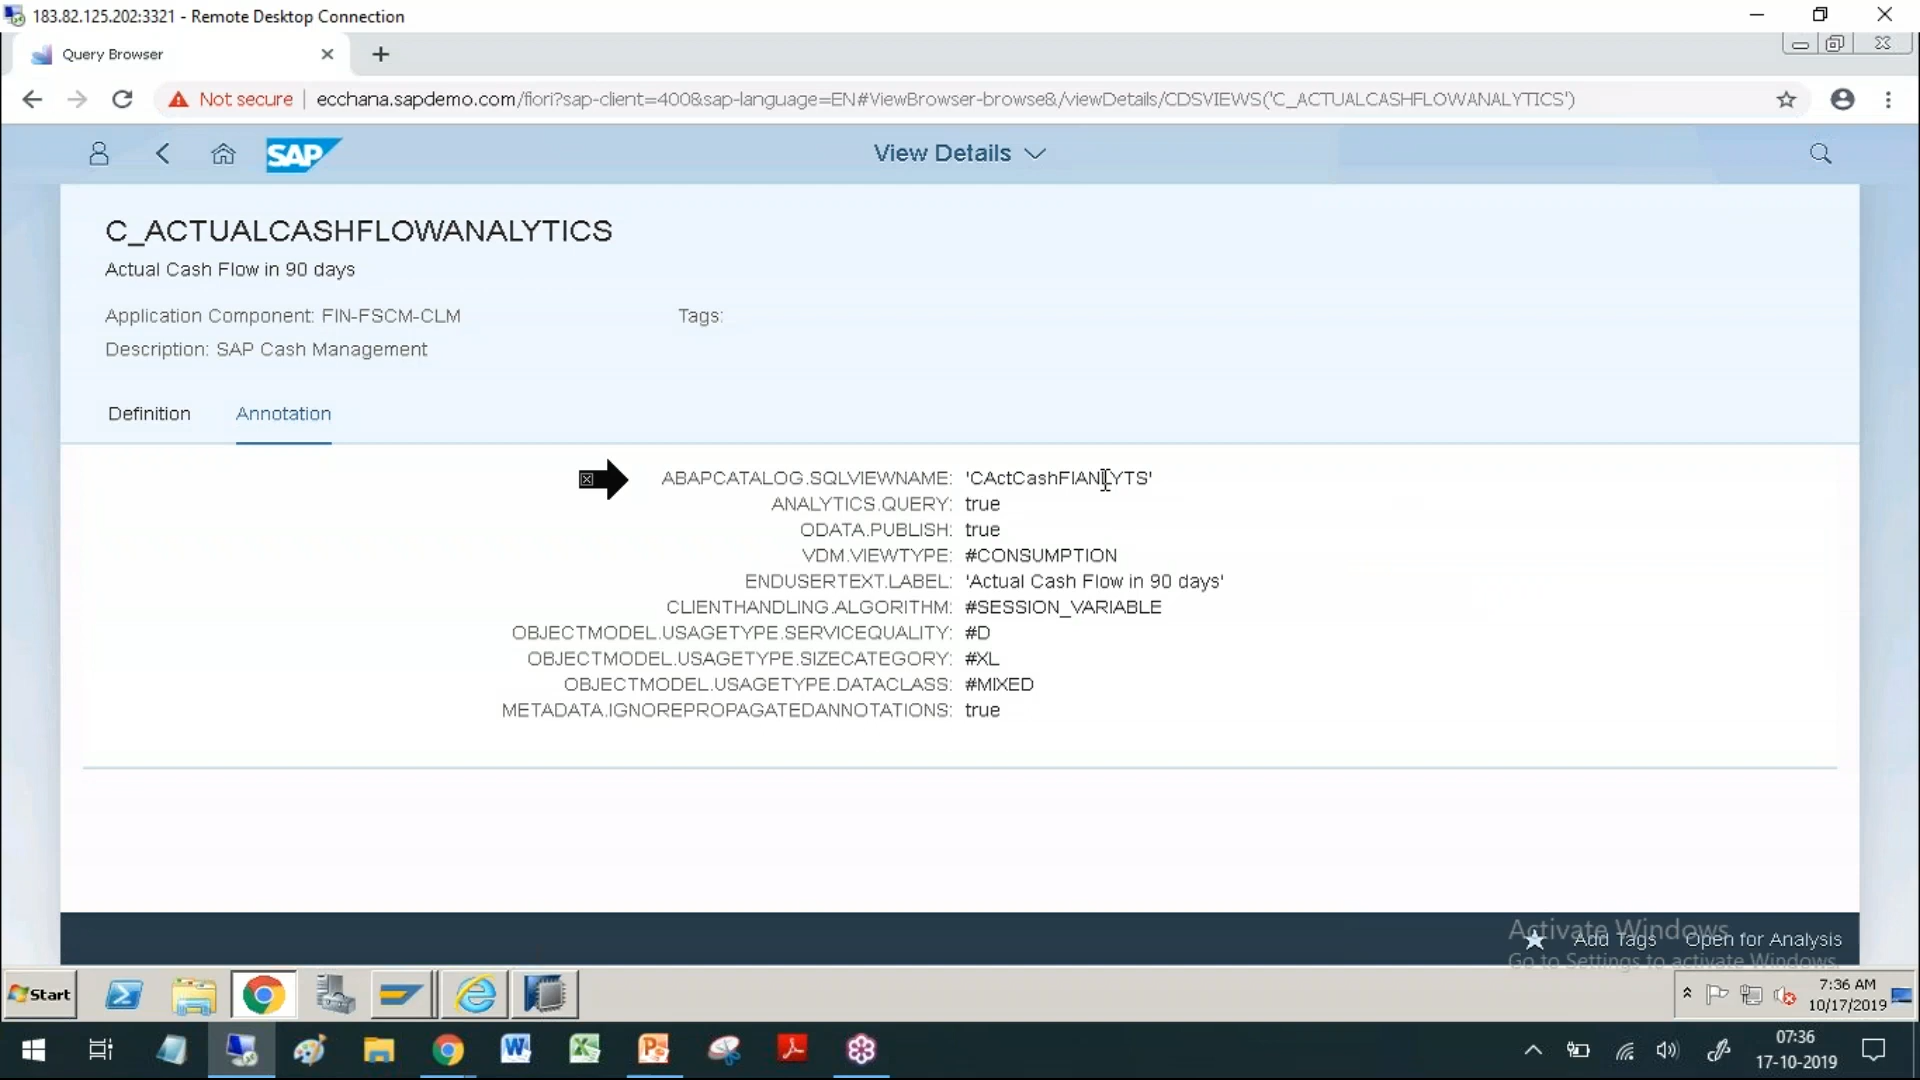 183.82.125.202:3321 - Remote Desktop Connection
Query Browser
Not secure
ecchana.sapdemo.com/fiori?sap-client=400&sap-language=EN#ViewBrowser-browse&/viewDetails/CDSVIEWS('C_ACTUALCASHFLOWANALYTICS')
SAP
View Details
C_ACTUALCASHFLOWANALYTICS
Actual Cash Flow in 90 days
Application Component: FIN-FSCM-CLM
Tags:
Description: SAP Cash Management
Definition
Annotation
ABAPCATALOG.SQLVIEWNAME: 'CActCashFlANLYTS'
ANALYTICS.QUERY: true
ODATA.PUBLISH: true
VDM.VIEWTYPE: #CONSUMPTION
ENDUSERTEXT.LABEL: 'Actual Cash Flow in 90 days'
CLIENTHANDLING.ALGORITHM: #SESSION_VARIABLE
OBJECTMODEL.USAGETYPE.SERVICEQUALITY: #D
OBJECTMODEL.USAGETYPE.SIZECATEGORY: #XL
OBJECTMODEL.USAGETYPE.DATACLASS: #MIXED
METADATA.IGNOREPROPAGATEDANNOTATIONS: true
Activate Windows
Go to Settings to activate Windows.
Add Tags
Open for Analysis
Start
7:36 AM
10/17/2019
07:36
17-10-2019